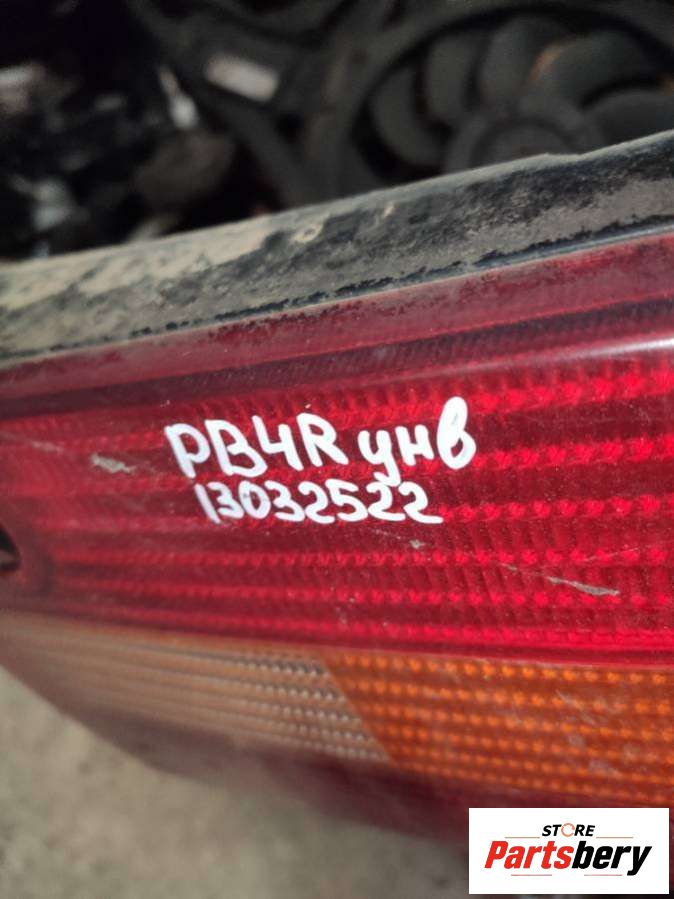 PB4R унв
13032522
STORE
Partsbery